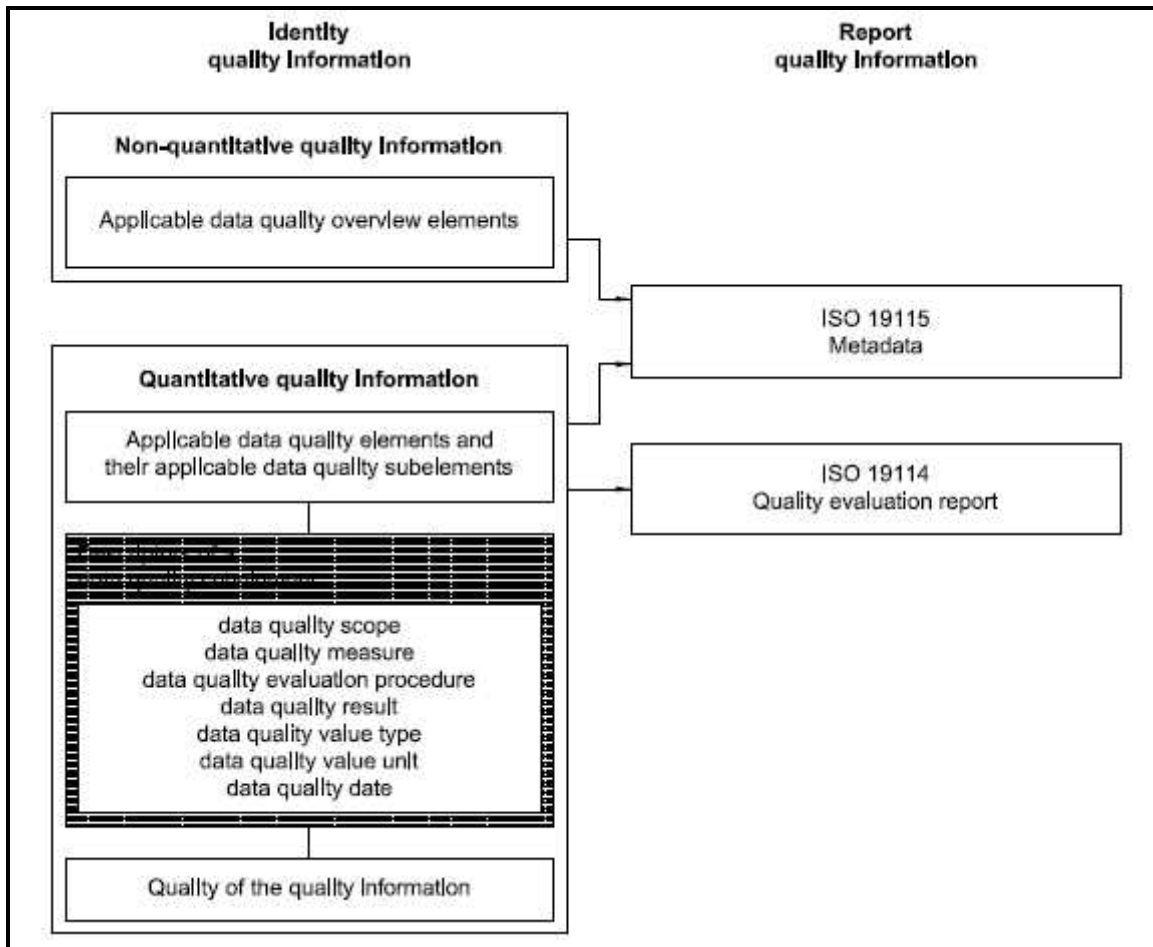 Identity
quality Information
Report
quality Information
Non-quantitative quality Information
Applicable data quality overview elements
ISO 19115
Metadata
Quantitative quality Information
Applicable data quality elements and
their applicable data quality subelements
ISO 19114
Quality evaluation report
data quality scope
data quality measure
data quality evaluation procedure
data quality result
data quality value type
data quality value unit
data quality date
Quality of the quality Information